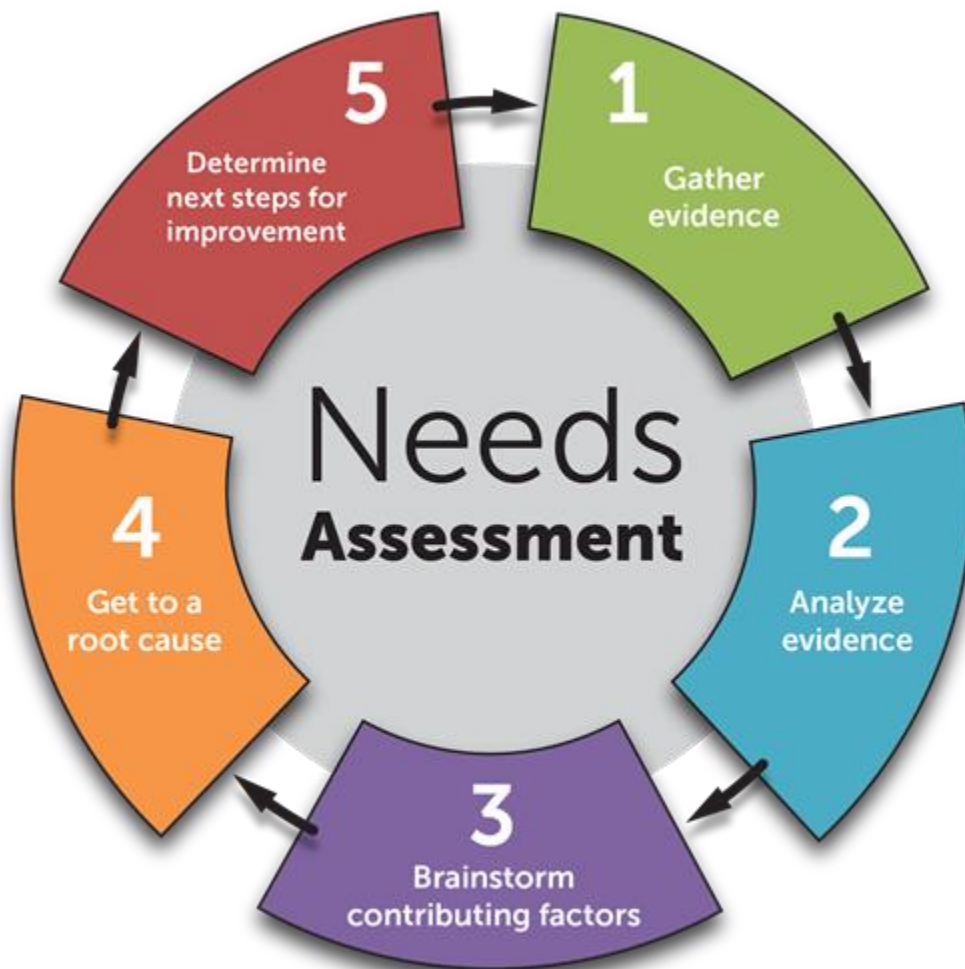 Needs
Assessment
1
Gather
evidence
2
Analyze
evidence
3
Brainstorm
contributing factors
4
Get to a
root cause
5
Determine
next steps for
improvement